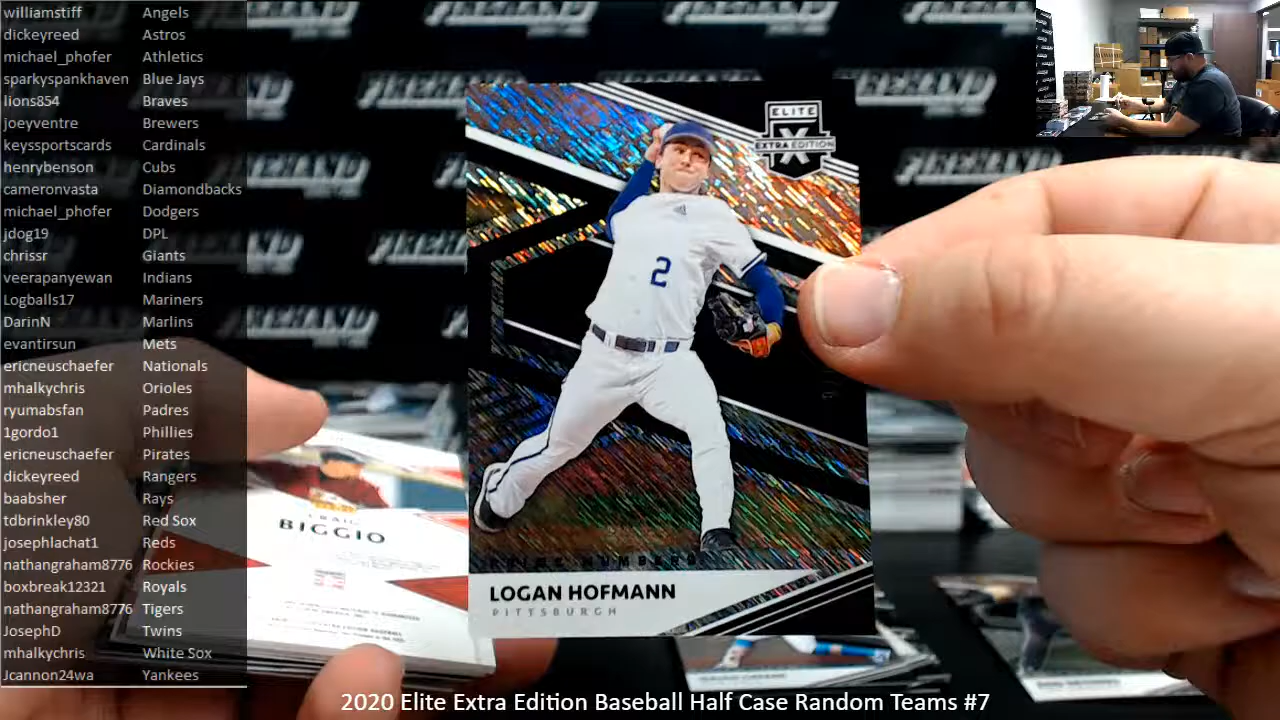 williamstiff Angels
dickeyreed Astros
michael_phofer Athletics
sparkyspankhaven Blue Jays
lions854 Braves
joeyventre Brewers
keyssportscards Cardinals
henrybenson Cubs
cameronvasta Diamondbacks
michael_phofer Dodgers
jdog19 DPL
chrissr Giants
veerapanyewan Indians
Logballs17 Mariners
DarinN Marlins
evantirsun Mets
ericneuschaefer Nationals
mhalkychris Orioles
ryumabsfan Padres
1gordo1 Phillies
ericneuschaefer Pirates
dickeyreed Rangers
baabsher Rays
tdbrinkley80 Red Sox
josephlachat1 Reds
nathangraham8776 Rockies
boxbreak12321 Royals
nathangraham8776 Tigers
JosephD Twins
mhalkychris White Sox
Jcannon24wa Yankees
FIREHAND
ELITE
EXTRA EDITION
X
2
CRAIG
BIGGIO
LOGAN HOFMANN
PITTSBURGH
2020 Elite Extra Edition Baseball Half Case Random Teams #7